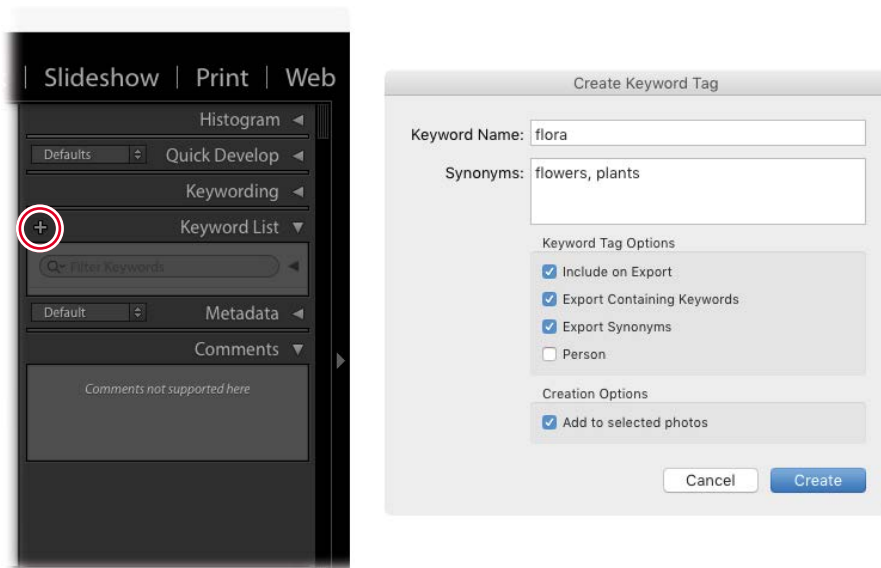 Slideshow | Print | Web
Histogram
Defaults Quick Develop
Keywording
Keyword List
Filter Keywords
Default Metadata
Comments
Comments not supported here
Create Keyword Tag
Keyword Name: flora
Synonyms: flowers, plants
Keyword Tag Options
Include on Export
Export Containing Keywords
Export Synonyms
Person
Creation Options
Add to selected photos
Cancel Create